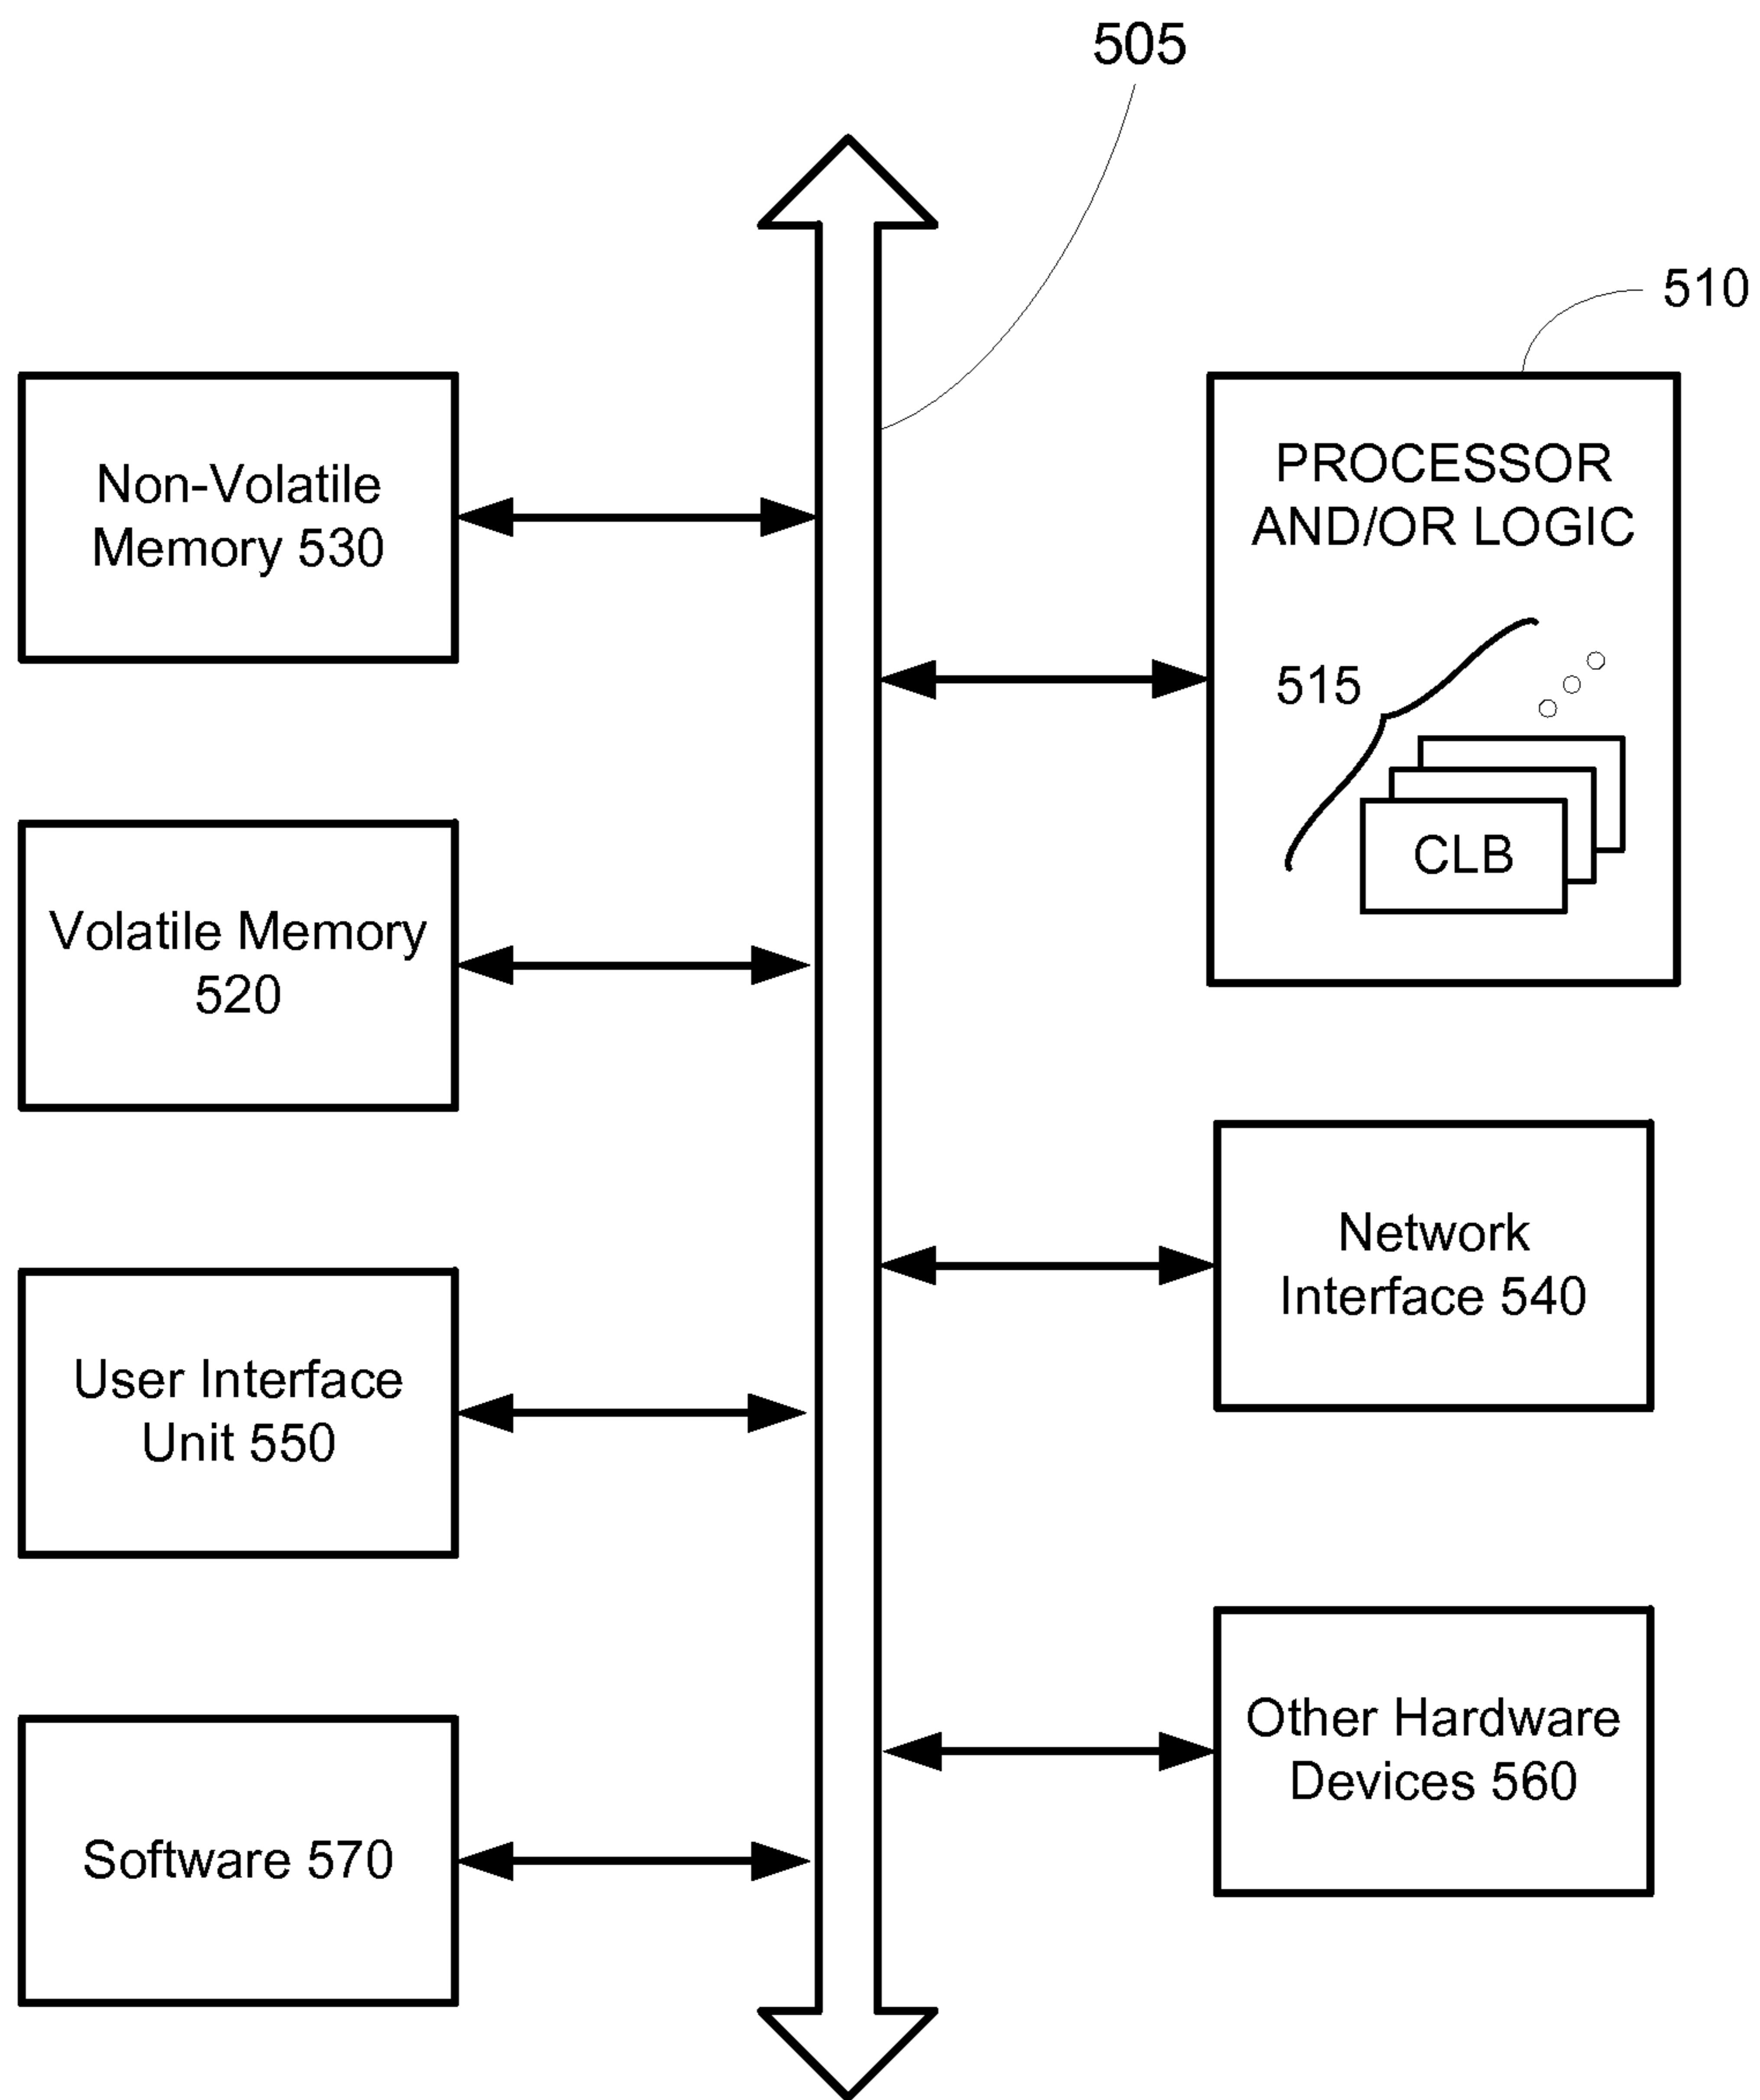 505
510
Non-Volatile
Memory 530
PROCESSOR
AND/OR LOGIC
515
CLB
Volatile Memory
520
Network
Interface 540
User Interface
Unit 550
Other Hardware
Devices 560
Software 570